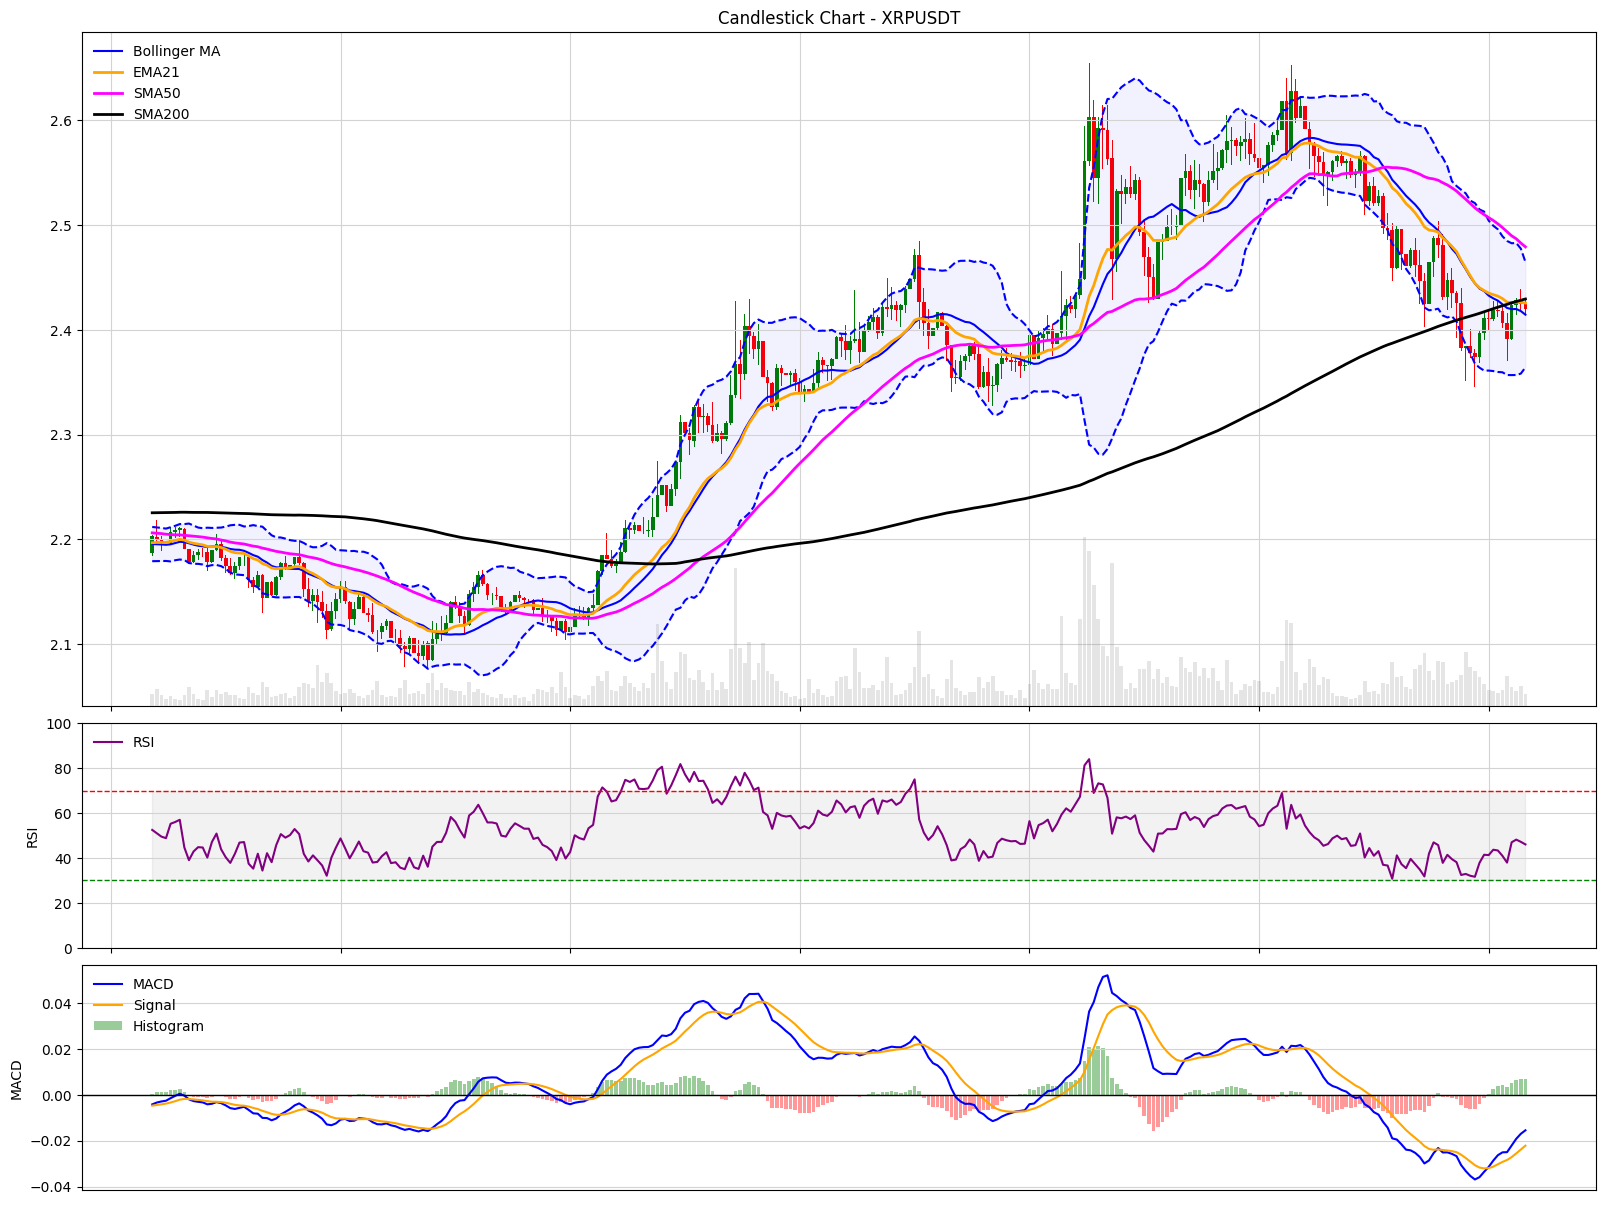 Candlestick Chart - XRPUSDT
Bollinger MA
EMA21
SMA50
SMA200
2.6
2.5
2.4
2.3
2.2
2.1
RSI
100
80
60
40
20
0
RSI
MACD
Signal
Histogram
0.04
0.02
0.00
−0.02
−0.04
MACD